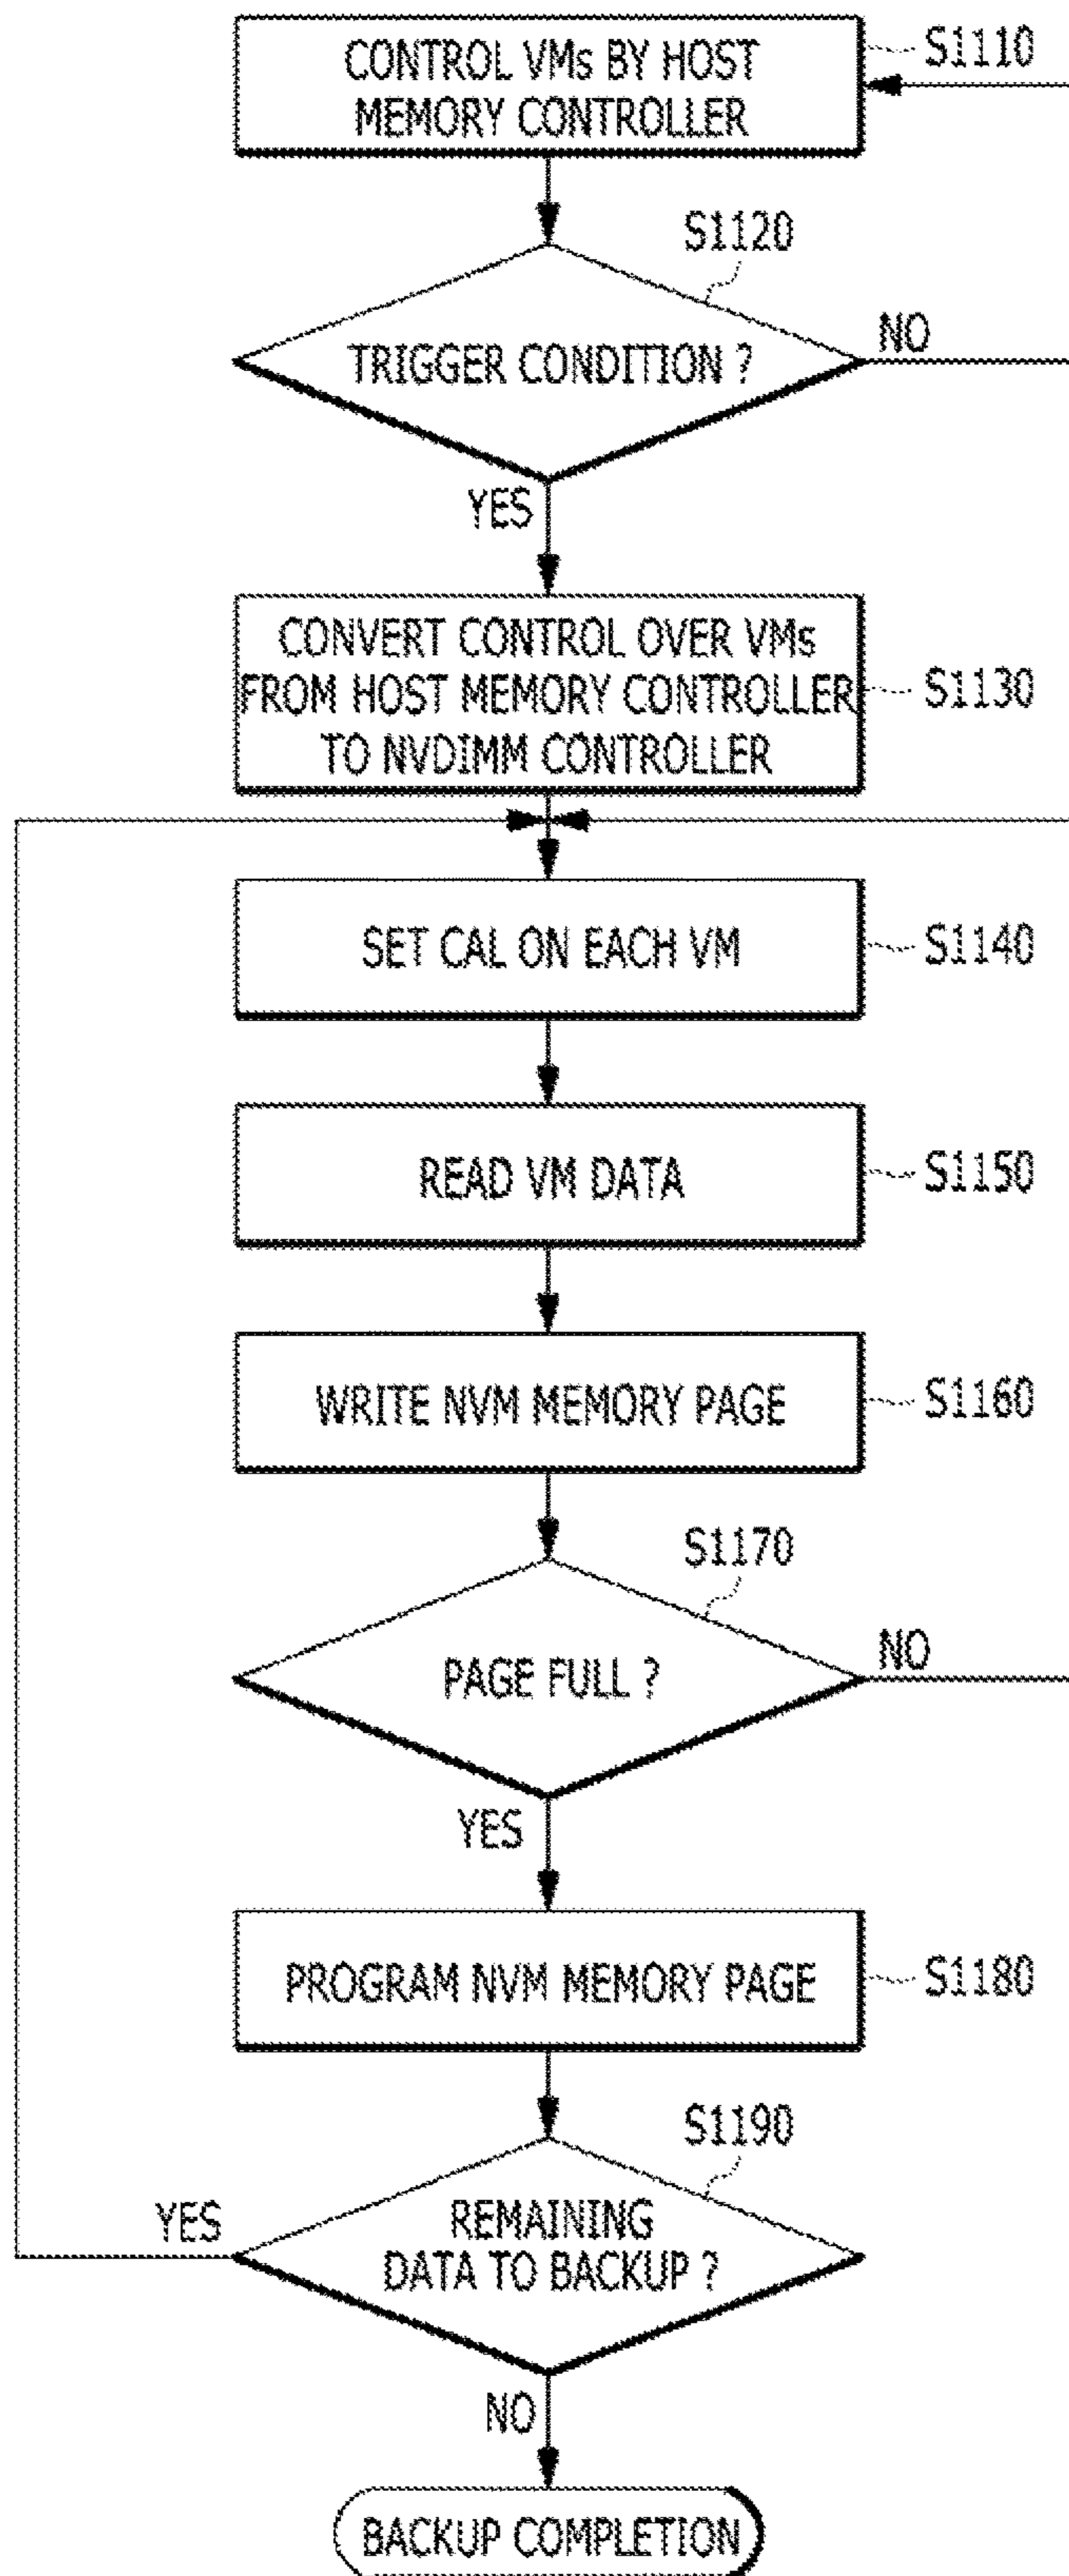 CONTROL VMs BY HOST
MEMORY CONTROLLER
S1110
S1120
TRIGGER CONDITION ?
NO
YES
CONVERT CONTROL OVER VMs
FROM HOST MEMORY CONTROLLER
TO NVDIMM CONTROLLER
S1130
SET CAL ON EACH VM
S1140
READ VM DATA
S1150
WRITE NVM MEMORY PAGE
S1160
S1170
PAGE FULL ?
NO
YES
PROGRAM NVM MEMORY PAGE
S1180
S1190
REMAINING
DATA TO BACKUP ?
YES
NO
BACKUP COMPLETION